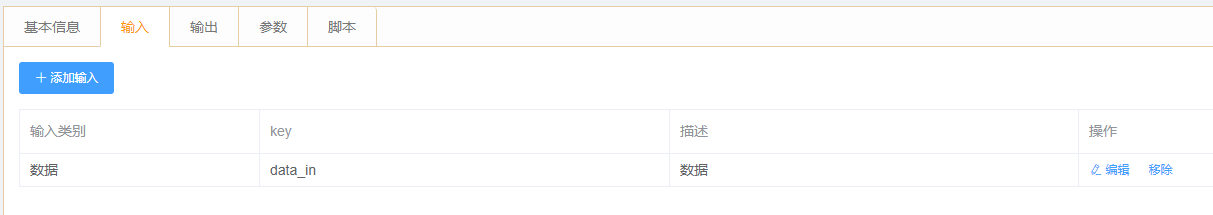 基本信息 输入 输出 参数 脚本
添加输入
输入类别 key 描述 操作
数据 data_in 数据 编辑 移除